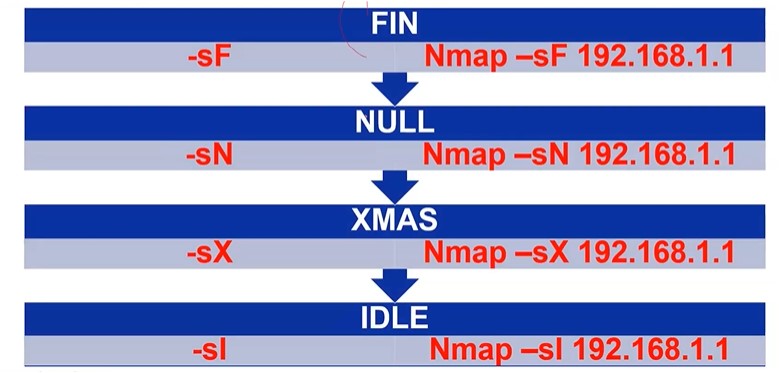 FIN
-sF Nmap –sF 192.168.1.1
NULL
-sN Nmap –sN 192.168.1.1
XMAS
-sX Nmap –sX 192.168.1.1
IDLE
-sI Nmap –sI 192.168.1.1